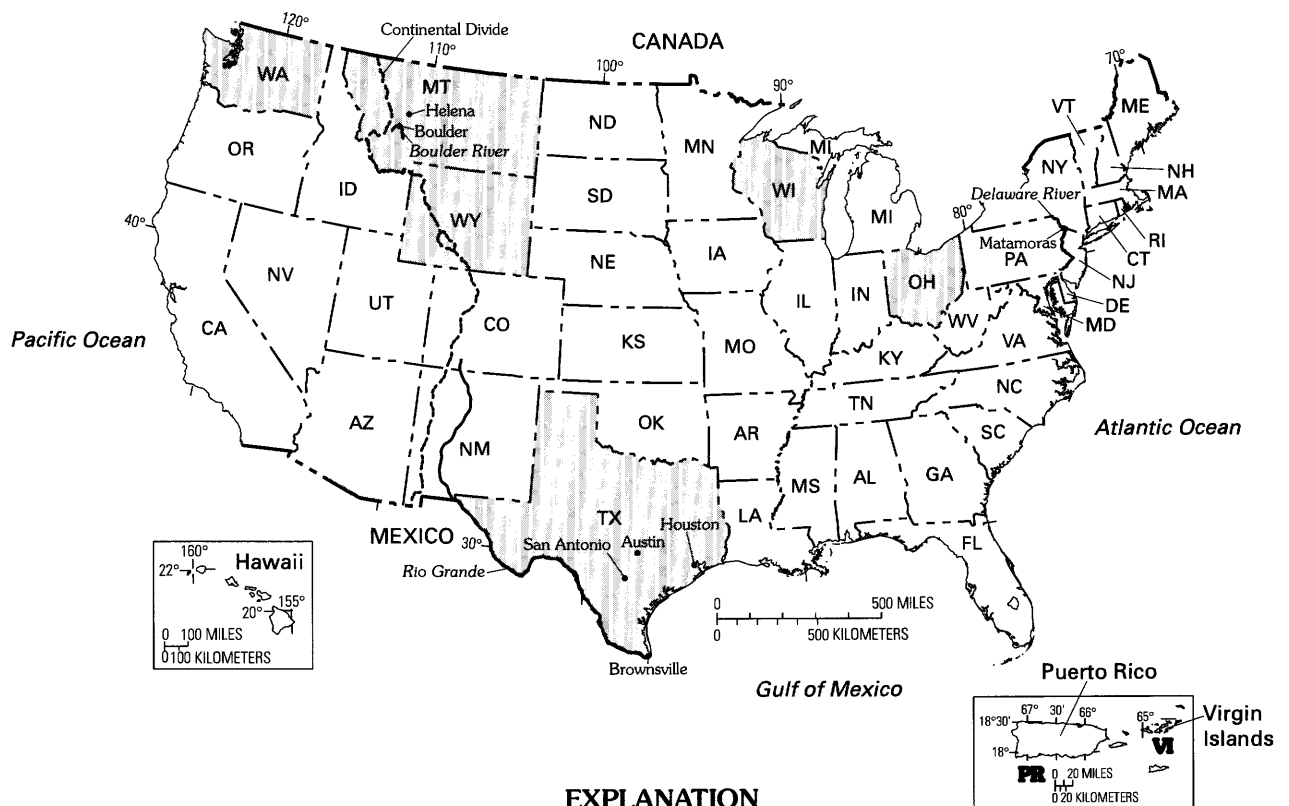 120°
Continental Divide
110°
CANADA
100°
90°
70°
WA
MT
Helena
Boulder
Boulder River
ND
MN
MI
VT
ME
OR
ID
WY
SD
WI
MI
NY
NH
MA
Delaware River
80°
RI
CT
40°
NV
UT
CO
NE
IA
IL
IN
OH
Matamoras
PA
NJ
DE
MD
WV
VA
Pacific Ocean
CA
KS
MO
KY
NC
AZ
NM
OK
AR
TN
SC
Atlantic Ocean
MS
AL
GA
LA
TX
Houston
MEXICO
30°
San Antonio
Austin
Rio Grande
FL
Brownsville
Gulf of Mexico
0 500 MILES
0 500 KILOMETERS
160°
Hawaii
22°
20°
155°
0 100 MILES
0 100 KILOMETERS
Puerto Rico
67° 30' 66°
65°
18°30'
18°
Virgin
Islands
VI
PR
0 20 MILES
0 20 KILOMETERS
EXPLANATION